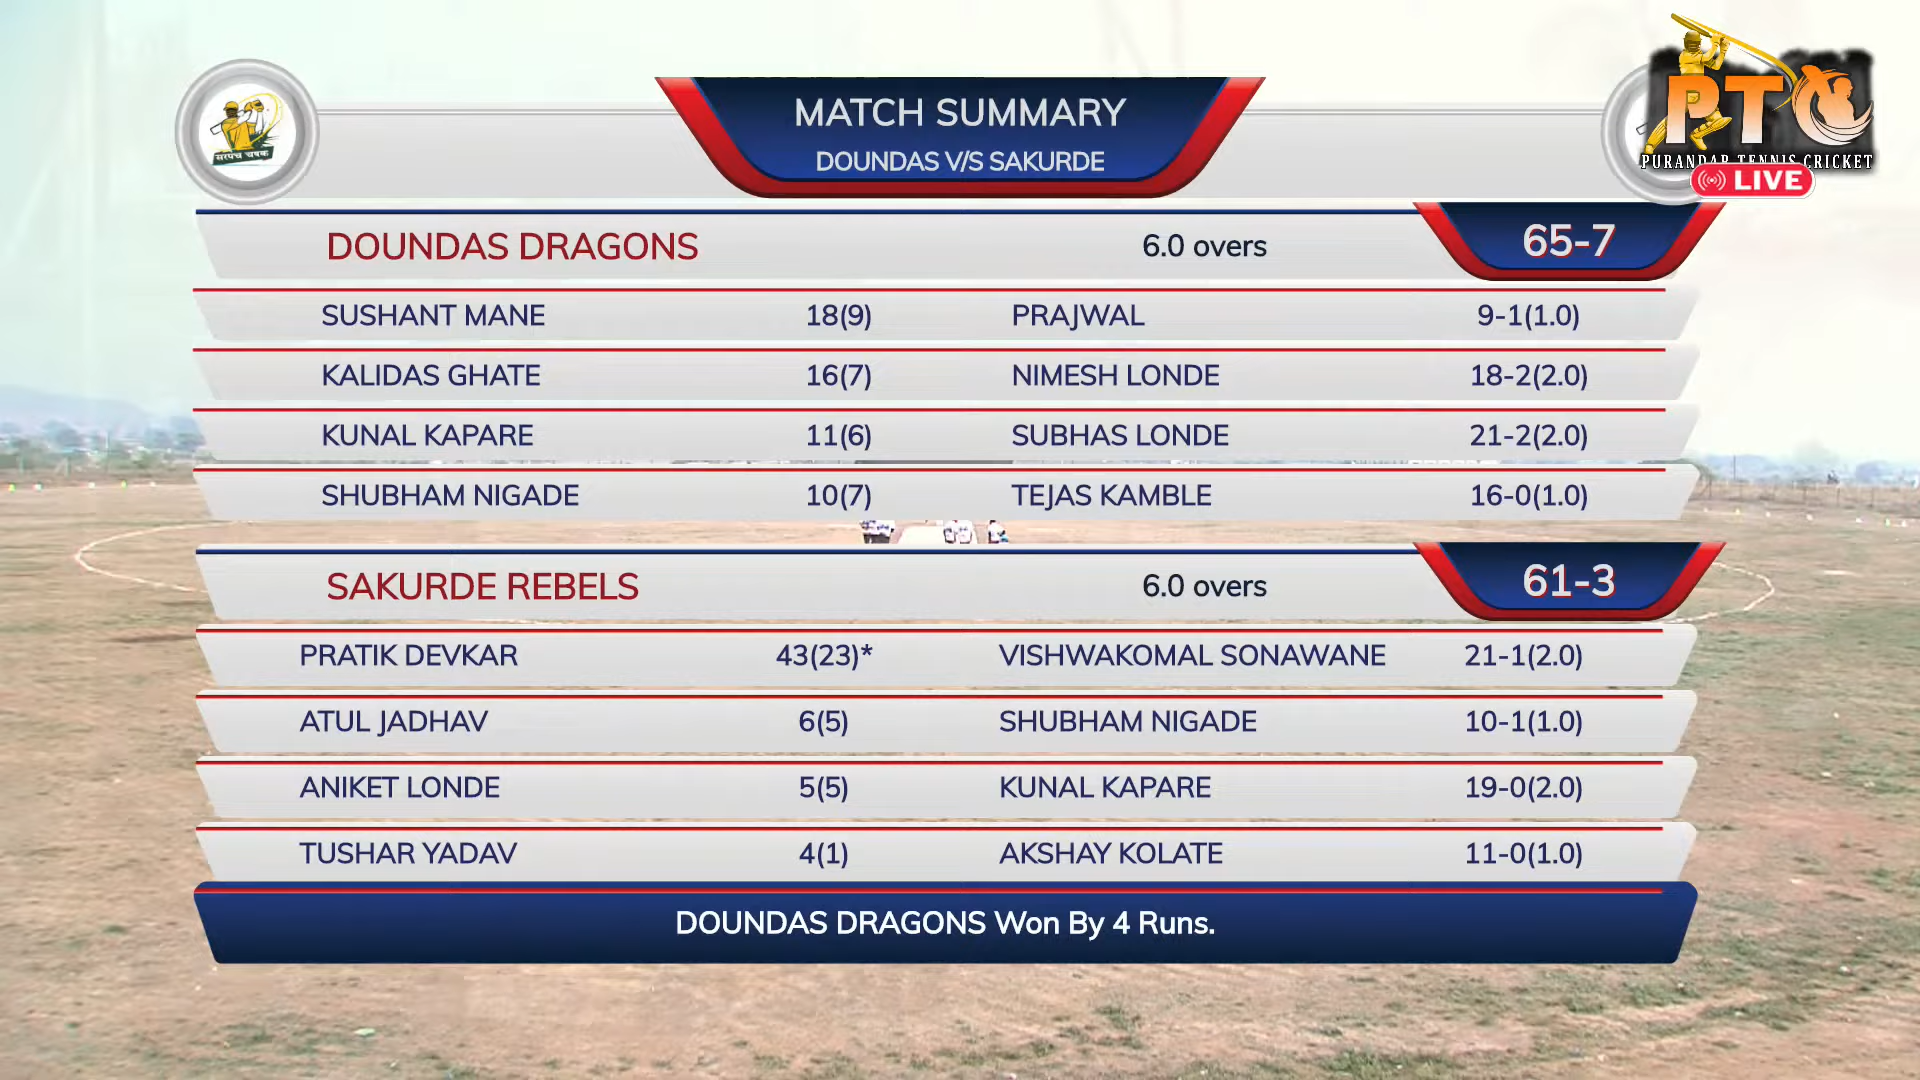 MATCH SUMMARY
DOUNDAS V/S SAKURDE
सरपंच चषक
PTC
PURANDAR TENNIS CRICKET
LIVE
DOUNDAS DRAGONS 6.0 overs 65-7
SUSHANT MANE 18(9) PRAJWAL 9-1(1.0)
KALIDAS GHATE 16(7) NIMESH LONDE 18-2(2.0)
KUNAL KAPARE 11(6) SUBHAS LONDE 21-2(2.0)
SHUBHAM NIGADE 10(7) TEJAS KAMBLE 16-0(1.0)
SAKURDE REBELS 6.0 overs 61-3
PRATIK DEVKAR 43(23)* VISHWAKOMAL SONAWANE 21-1(2.0)
ATUL JADHAV 6(5) SHUBHAM NIGADE 10-1(1.0)
ANIKET LONDE 5(5) KUNAL KAPARE 19-0(2.0)
TUSHAR YADAV 4(1) AKSHAY KOLATE 11-0(1.0)
DOUNDAS DRAGONS Won By 4 Runs.